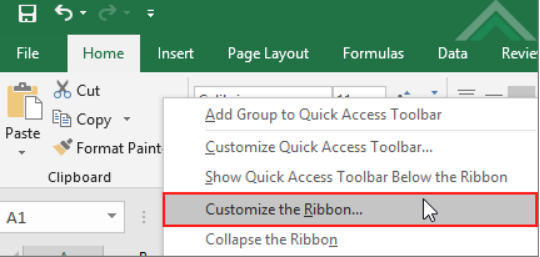 File Home Insert Page Layout Formulas Data
Cut
Copy
Paste
Format Paint
Clipboard
Add Group to Quick Access Toolbar
Customize Quick Access Toolbar...
Show Quick Access Toolbar Below the Ribbon
Customize the Ribbon...
Collapse the Ribbon
A1